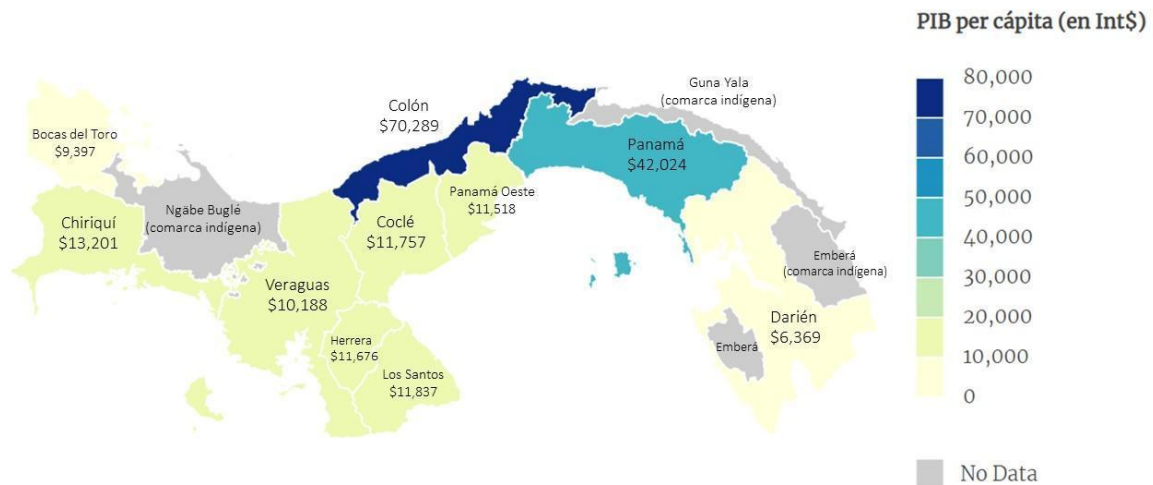 PIB per cápita (en Int$)
80,000
70,000
60,000
50,000
40,000
30,000
20,000
10,000
0
No Data
Guna Yala
(comarca indígena)
Colón
$70,289
Bocas del Toro
$9,397
Panamá
$42,024
Panamá Oeste
$11,518
Ngäbe Buglé
(comarca indígena)
Chiriquí
$13,201
Coclé
$11,757
Emberá
(comarca indígena)
Veraguas
$10,188
Darién
$6,369
Herrera
$11,676
Emberá
Los Santos
$11,837